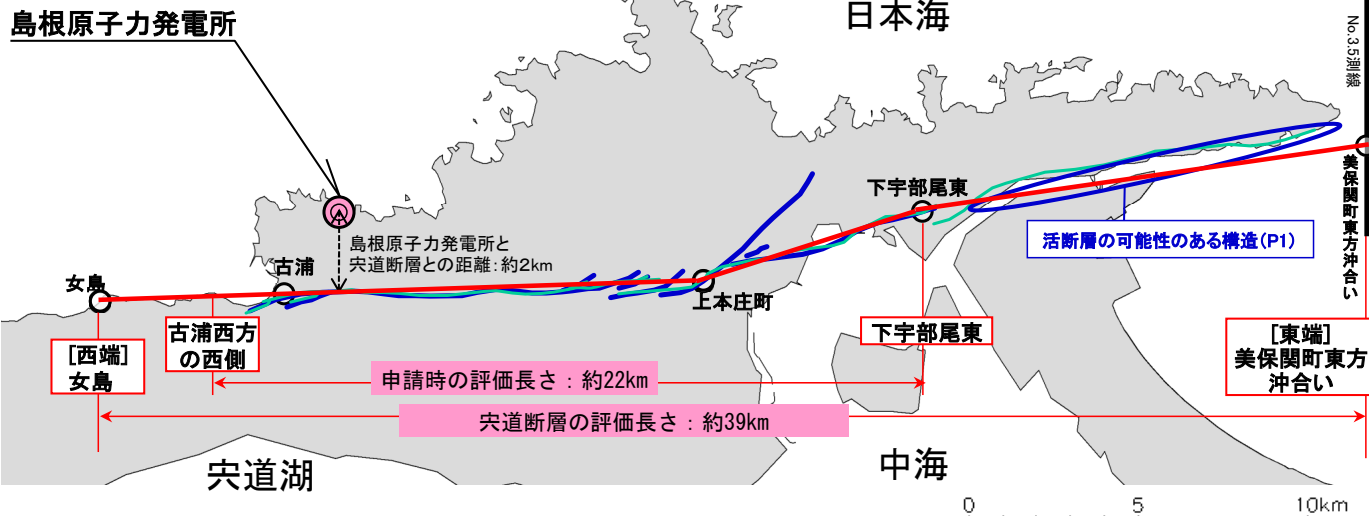 島根原子力発電所
日本海
No.3.5測線
下宇部尾東
美保関町東方沖合い
活断層の可能性のある構造(P1)
島根原子力発電所と
宍道断層との距離:約2km
古浦
女島
上本庄町
古浦西方
の西側
下宇部尾東
[西端]
女島
[東端]
美保関町東方
沖合い
申請時の評価長さ:約22km
宍道断層の評価長さ:約39km
宍道湖
中海
0 5 10km